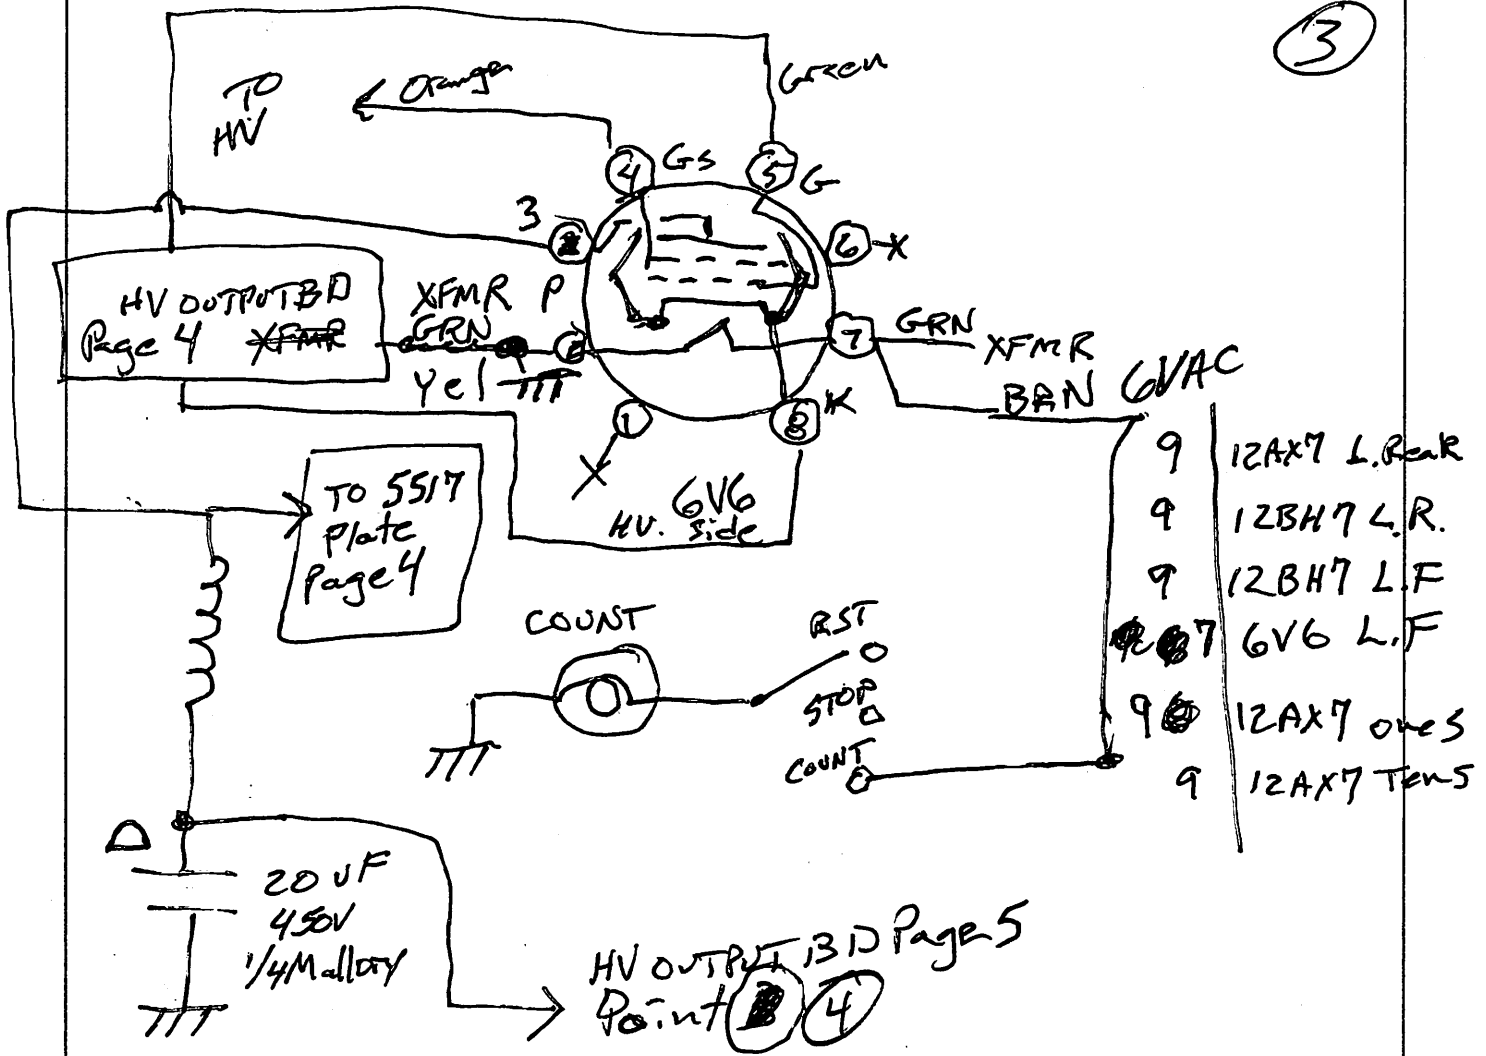 3
Green
Orange
TO
HV
4 Gs
5 G
3
6 X
HV OUTPUT BD
Page 4 XFMR
XFMR P
GRN
Yel
2
7 GRN
XFMR
BRN 6VAC
1
X
8 K
9 12AX7 L.Rear
9 12BH7 L.R.
9 12BH7 L.F
7 6V6 L.F
9 12AX7 ones
9 12AX7 Tens
6V6
HV. Side
TO 5517
Plate
Page 4
COUNT
RST
STOP
COUNT
20 uF
450V
1/4 Mallory
HV OUTPUT BD Page 5
Point 4